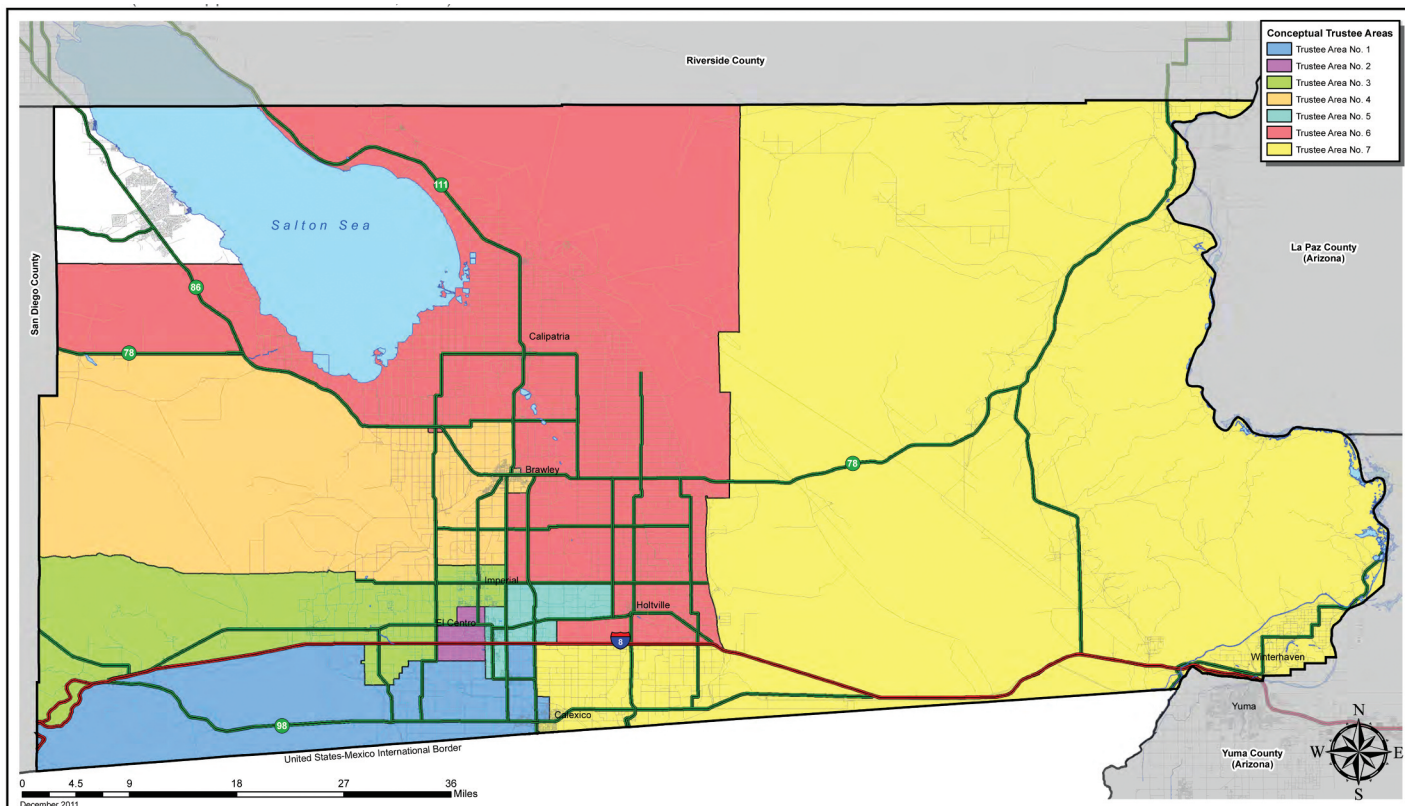 Riverside County
Conceptual Trustee Areas
Trustee Area No. 1
Trustee Area No. 2
Trustee Area No. 3
Trustee Area No. 4
Trustee Area No. 5
Trustee Area No. 6
Trustee Area No. 7
111
Salton Sea
San Diego County
La Paz County
(Arizona)
86
Calipatria
78
Brawley
78
Imperial
Holtville
El Centro
8
Winterhaven
Calexico
98
Yuma
United States-Mexico International Border
Yuma County
(Arizona)
N
W
E
S
0 4.5 9 18 27 36
Miles
December 2011